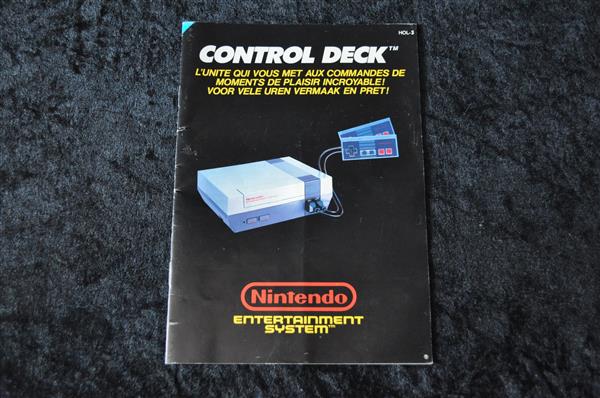 HOL-3
CONTROL DECK™
L'UNITE QUI VOUS MET AUX COMMANDES DE
MOMENTS DE PLAISIR INCROYABLE!
VOOR VELE UREN VERMAAK EN PRET!
Nintendo
Nintendo
ENTERTAINMENT
SYSTEM™